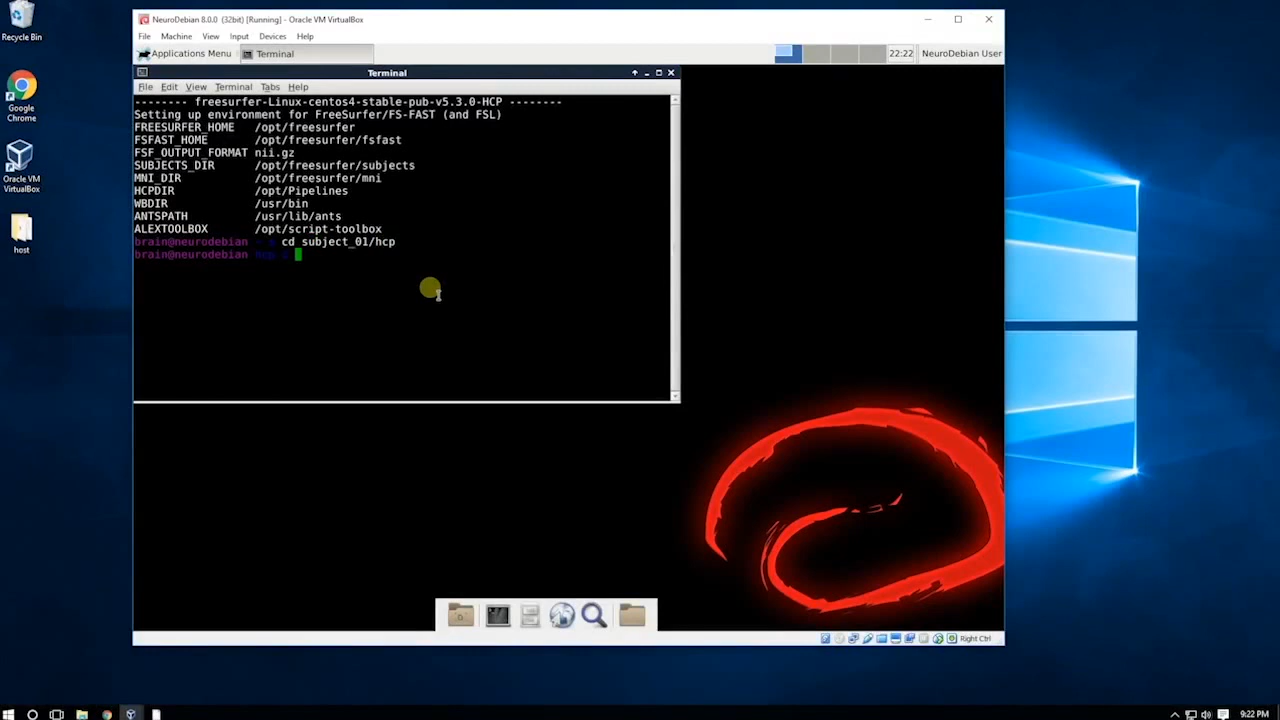 Recycle Bin
Google
Chrome
Oracle VM
VirtualBox
host
NeuroDebian 8.0.0 (32bit) [Running] - Oracle VM VirtualBox
File Machine View Input Devices Help
Applications Menu Terminal 22:22 NeuroDebian User
Terminal
File Edit View Terminal Tabs Help
-------- freesurfer-Linux-centos4-stable-pub-v5.3.0-HCP --------
Setting up environment for FreeSurfer/FS-FAST (and FSL)
FREESURFER_HOME /opt/freesurfer
FSFAST_HOME /opt/freesurfer/fsfast
FSF_OUTPUT_FORMAT nii.gz
SUBJECTS_DIR /opt/freesurfer/subjects
MNI_DIR /opt/freesurfer/mni
HCPDIR /opt/Pipelines
WBDIR /usr/bin
ANTSPATH /usr/lib/ants
ALEXTOOLBOX /opt/script-toolbox
brain@neurodebian ~ $ cd subject_01/hcp
brain@neurodebian hcp $
Right Ctrl
9:22 PM